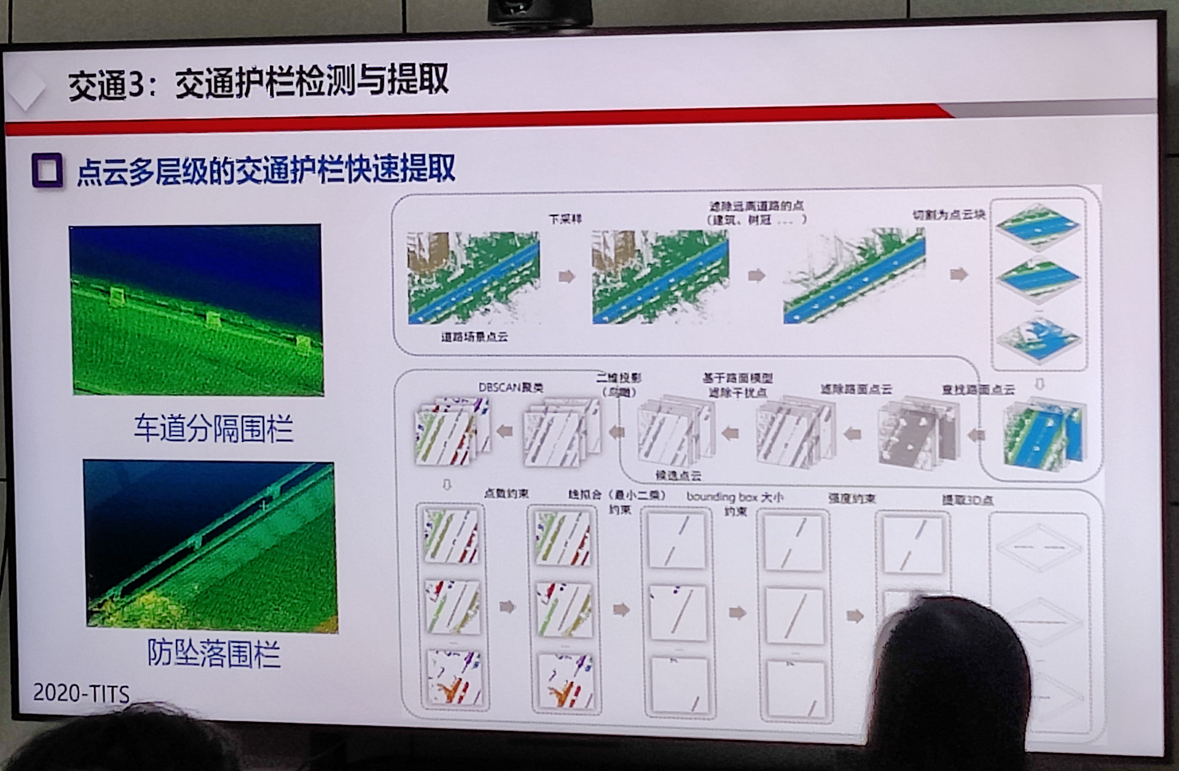 交通3：交通护栏检测与提取
点云多层级的交通护栏快速提取
车道分隔围栏
防坠落围栏
2020-TITS
下采样
滤除远离道路的点
（建筑、树冠 ... ）
切割为点云块
道路场景点云
DBSCAN聚类
二维投影
（鸟瞰）
基于路面模型
滤除干扰点
滤除路面点云
查找路面点云
候选点云
点数约束
线拟合（最小二乘）
约束
bounding box 大小
约束
强度约束
提取3D点